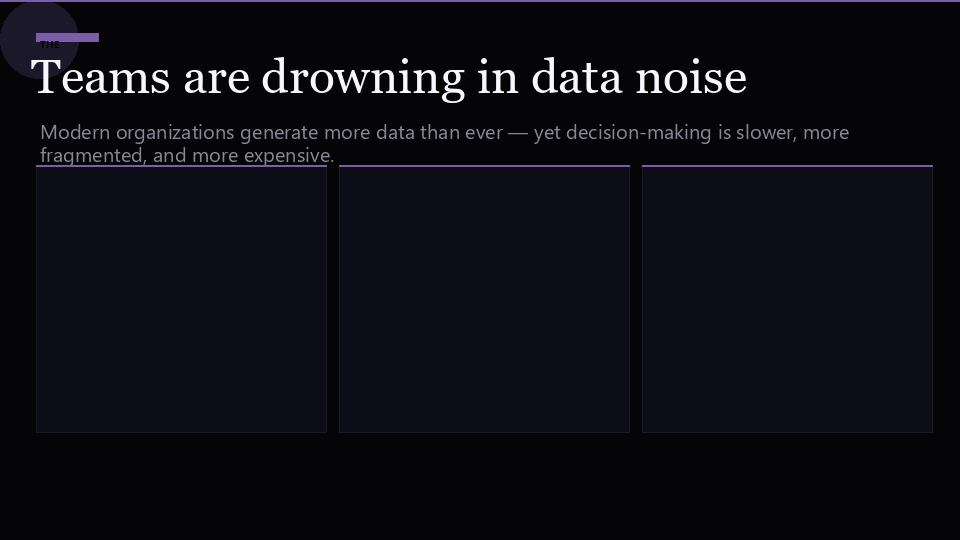 THE
Teams are drowning in data noise
Modern organizations generate more data than ever — yet decision-making is slower, more
fragmented, and more expensive.